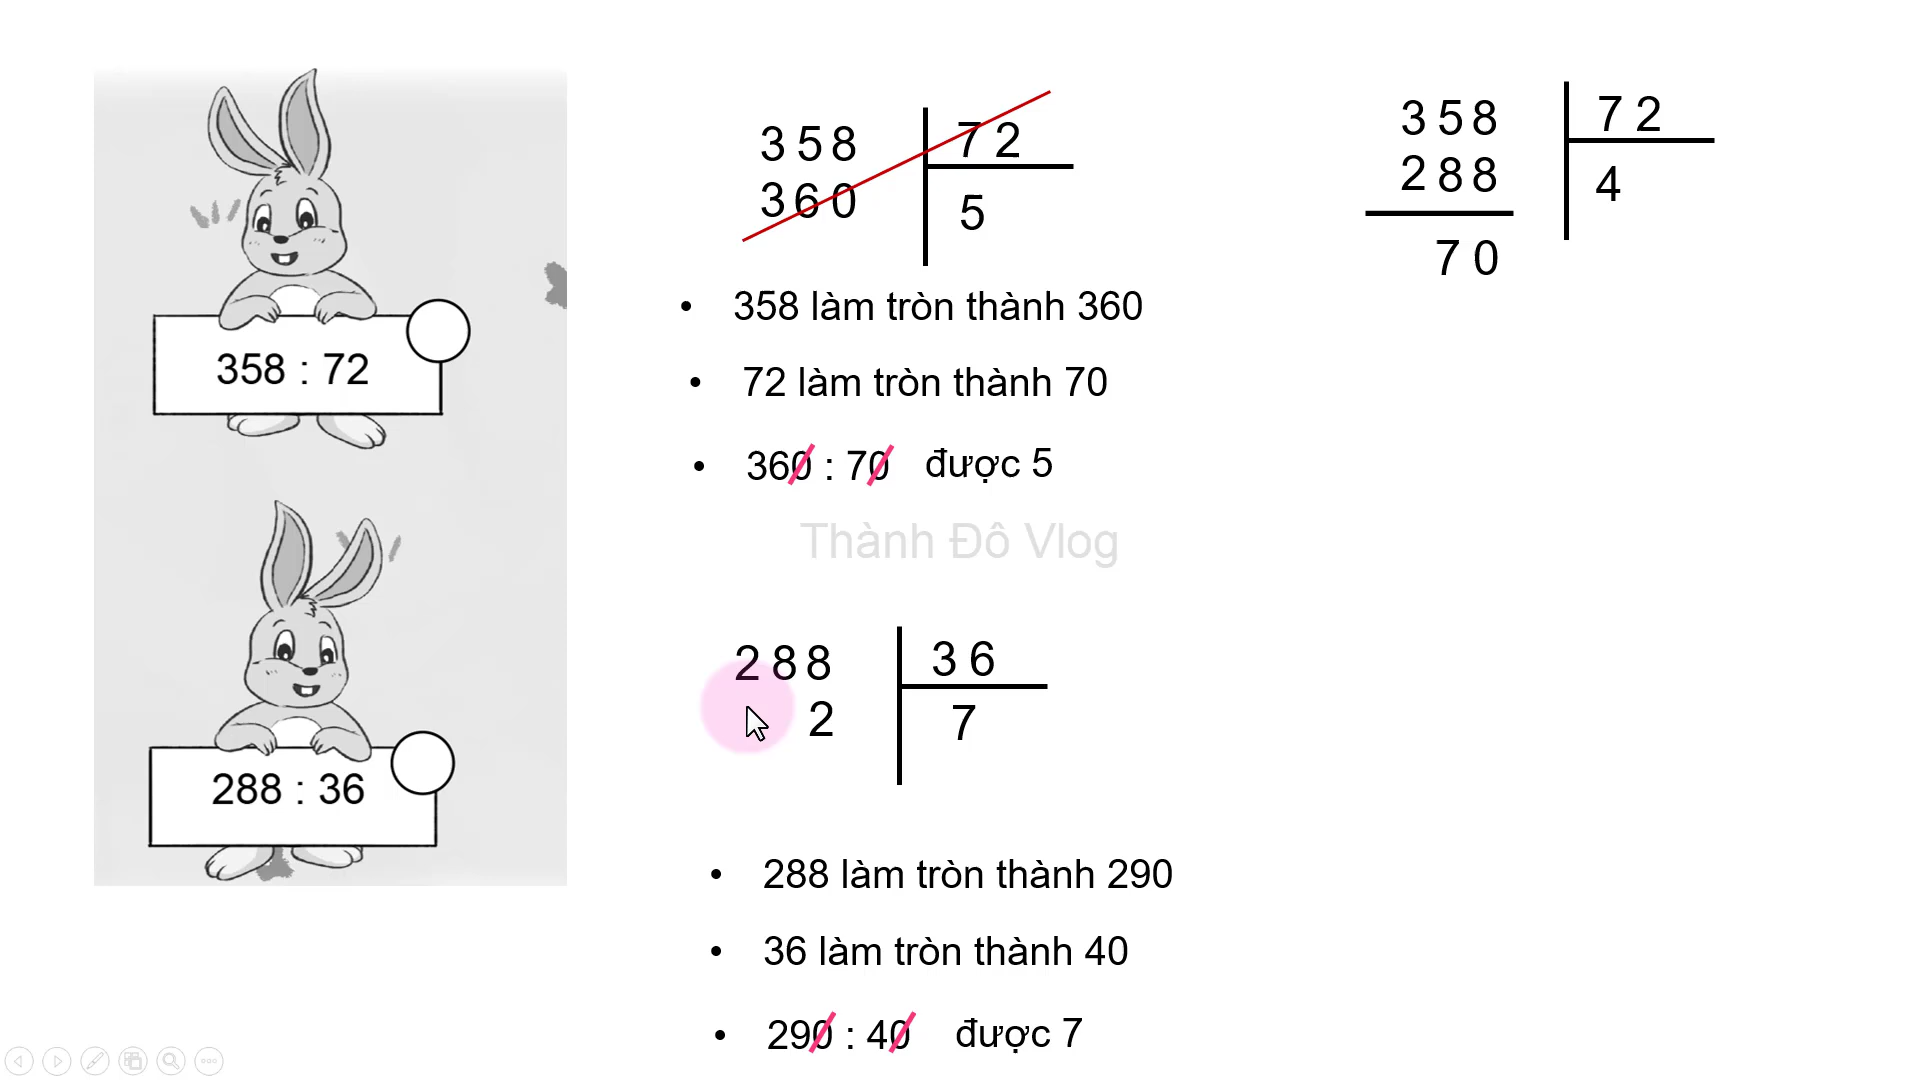 358 : 72
288 : 36
3 5 8 7 2
3 6 0 5
• 358 làm tròn thành 360
• 72 làm tròn thành 70
• 360 : 70 được 5
3 5 8 7 2
2 8 8 4
7 0
Thành Đô Vlog
2 8 8 3 6
2 7
• 288 làm tròn thành 290
• 36 làm tròn thành 40
• 290 : 40 được 7